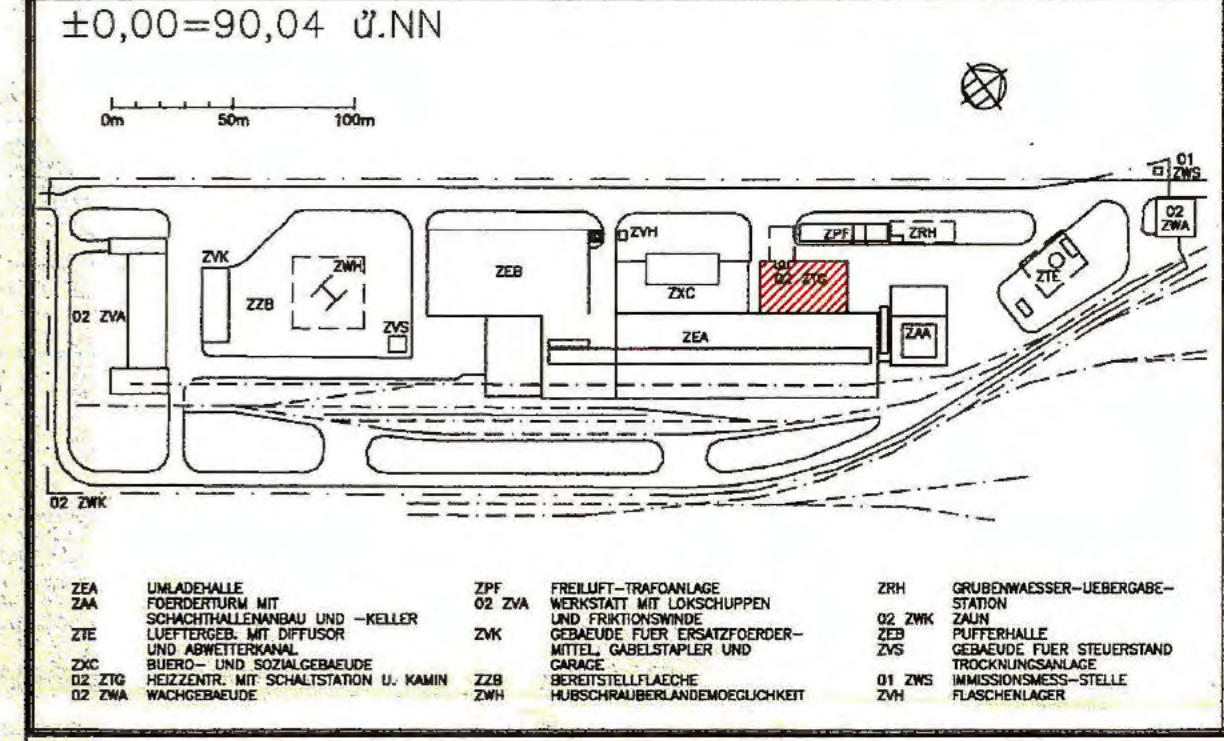 ±0,00=90,04 ü.NN
0m 50m 100m
01
ZWS
02
ZWA
ZVK
ZWH
ZZB
ZVS
02 ZVA
ZEB
ZVH
ZXC
02 ZTG
ZPF
ZRH
ZTE
ZEA
ZAA
02 ZWK
ZEA UMLADEHALLE
ZAA FOERDERTURM MIT
SCHACHTHALLENANBAU UND –KELLER
ZTE LUEFTERGEB. MIT DIFFUSOR
UND ABWETTERKANAL
ZXC BUERO– UND SOZIALGEBAEUDE
02 ZTG HEIZZENTR. MIT SCHALTSTATION U. KAMIN
02 ZWA WACHGEBAEUDE
ZPF FREILUFT–TRAFOANLAGE
02 ZVA WERKSTATT MIT LOKSCHUPPEN
UND FRIKTIONSWINDE
ZVK GEBAEUDE FUER ERSATZFOERDER–
MITTEL, GABELSTAPLER UND
GARAGE
ZZB BEREITSTELLFLAECHE
ZWH HUBSCHRAUBERLANDEMOEGLICHKEIT
ZRH GRUBENWAESSER–UEBERGABE–
STATION
02 ZWK ZAUN
ZEB PUFFERHALLE
ZVS GEBAEUDE FUER STEUERSTAND
TROCKNUNGSANLAGE
01 ZWS IMMISSIONSMESS–STELLE
ZVH FLASCHENLAGER